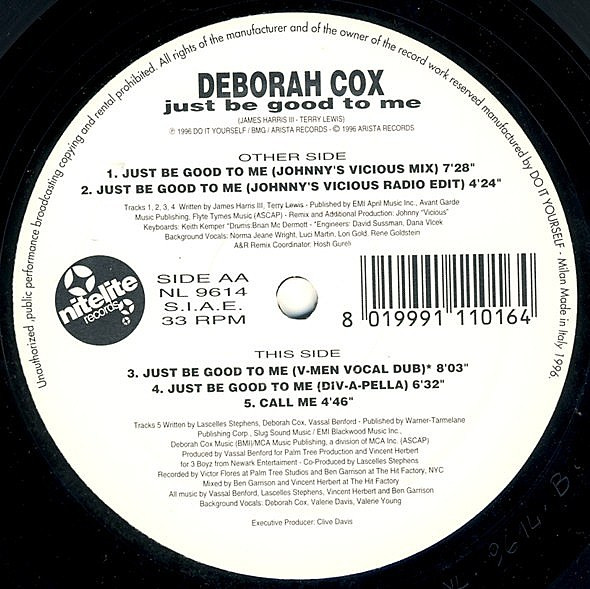 Unauthorized ,public performance broadcasting copying and rental prohibited. All rights of the manufacturer and of the owner of the record work reserved manufactured by DO IT YOURSELF - Milan Made in Italy 1996.
DEBORAH COX
just be good to me
(JAMES HARRIS III - TERRY LEWIS)
℗ 1996 DO IT YOURSELF / BMG / ARISTA RECORDS - © 1996 ARISTA RECORDS
OTHER SIDE
1. JUST BE GOOD TO ME (JOHNNY'S VICIOUS MIX) 7'28"
2. JUST BE GOOD TO ME (JOHNNY'S VICIOUS RADIO EDIT) 4'24"
Tracks 1, 2, 3, 4 Written by James Harris III, Terry Lewis - Published by EMI April Music Inc., Avant Garde
Music Publishing, Flyte Tymes Music (ASCAP) - Remix and Additional Production: Johnny "Vicious"
Keyboards: Keith Kemper "Drums:Brian Mc Dermott - *Engineers: David Sussman, Dana Vlcek
Background Vocals: Norma Jeane Wright, Luci Martin, Lori Gold, Rene Goldstein
A&R Remix Coordinator: Hosh Gureli
nitelite
records
SIDE AA
NL 9614
S.I.A.E.
33 RPM
8 019991 110164
THIS SIDE
3. JUST BE GOOD TO ME (V-MEN VOCAL DUB)* 8'03"
4. JUST BE GOOD TO ME (DIV-A-PELLA) 6'32"
5. CALL ME 4'46"
Tracks 5 Written by Lascelles Stephens, Deborah Cox, Vassal Benford - Published by Warner-Tamelane
Publishing Corp., Slug Sound Music / EMI Blackwood Music Inc.,
Deborah Cox Music (BMI)/MCA Music Publishing, a division of MCA Inc. (ASCAP)
Produced by Vassal Benford for Palm Tree Production and Vincent Herbert
for 3 Boyz from Newark Entertaiment - Co-Produced by Lascelles Stephens
Recorded by Victor Flores at Palm Tree Studios and Ben Garrison at The Hit Factory, NYC
Mixed by Ben Garrison and Vincent Herbert at The Hit Factory
All music by Vassal Benford, Lascelles Stephens, Vincent Herbert and Ben Garrison
Background Vocals: Deborah Cox, Valerie Davis, Valerie Young
Executive Producer: Clive Davis